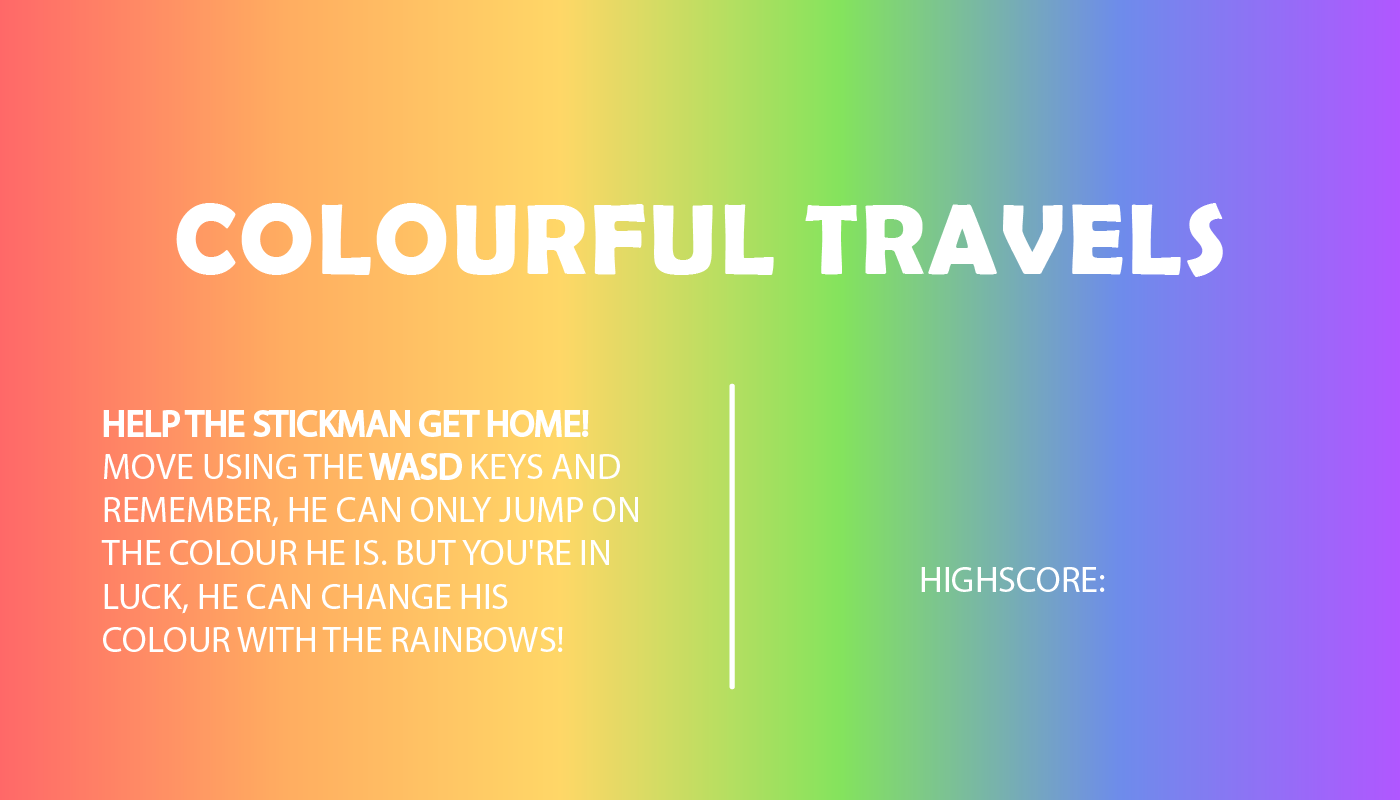 COLOURFUL TRAVELS
HELP THE STICKMAN GET HOME!
MOVE USING THE WASD KEYS AND
REMEMBER, HE CAN ONLY JUMP ON
THE COLOUR HE IS. BUT YOU'RE IN
LUCK, HE CAN CHANGE HIS
COLOUR WITH THE RAINBOWS!
HIGHSCORE: